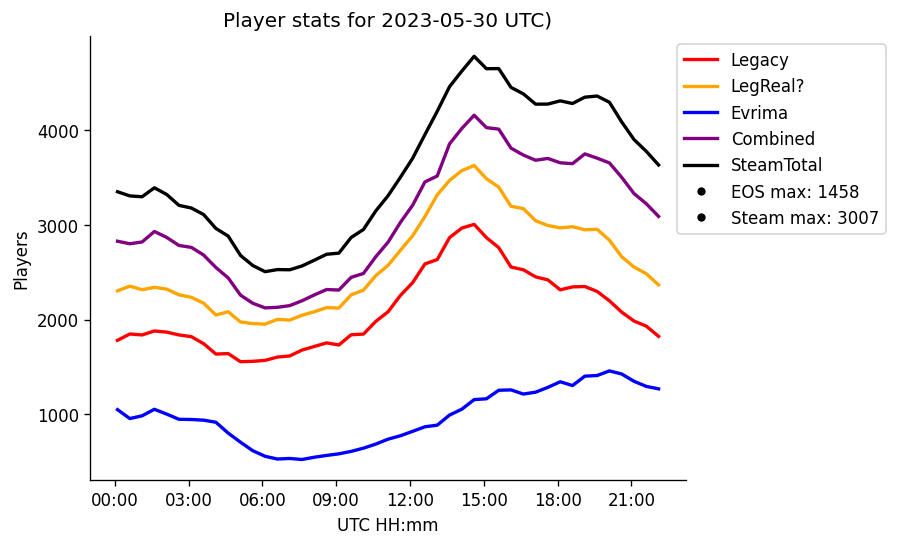 Player stats for 2023-05-30 UTC)
Legacy
LegReal?
Evrima
Combined
SteamTotal
EOS max: 1458
Steam max: 3007
Players
4000
3000
2000
1000
00:00 03:00 06:00 09:00 12:00 15:00 18:00 21:00
UTC HH:mm